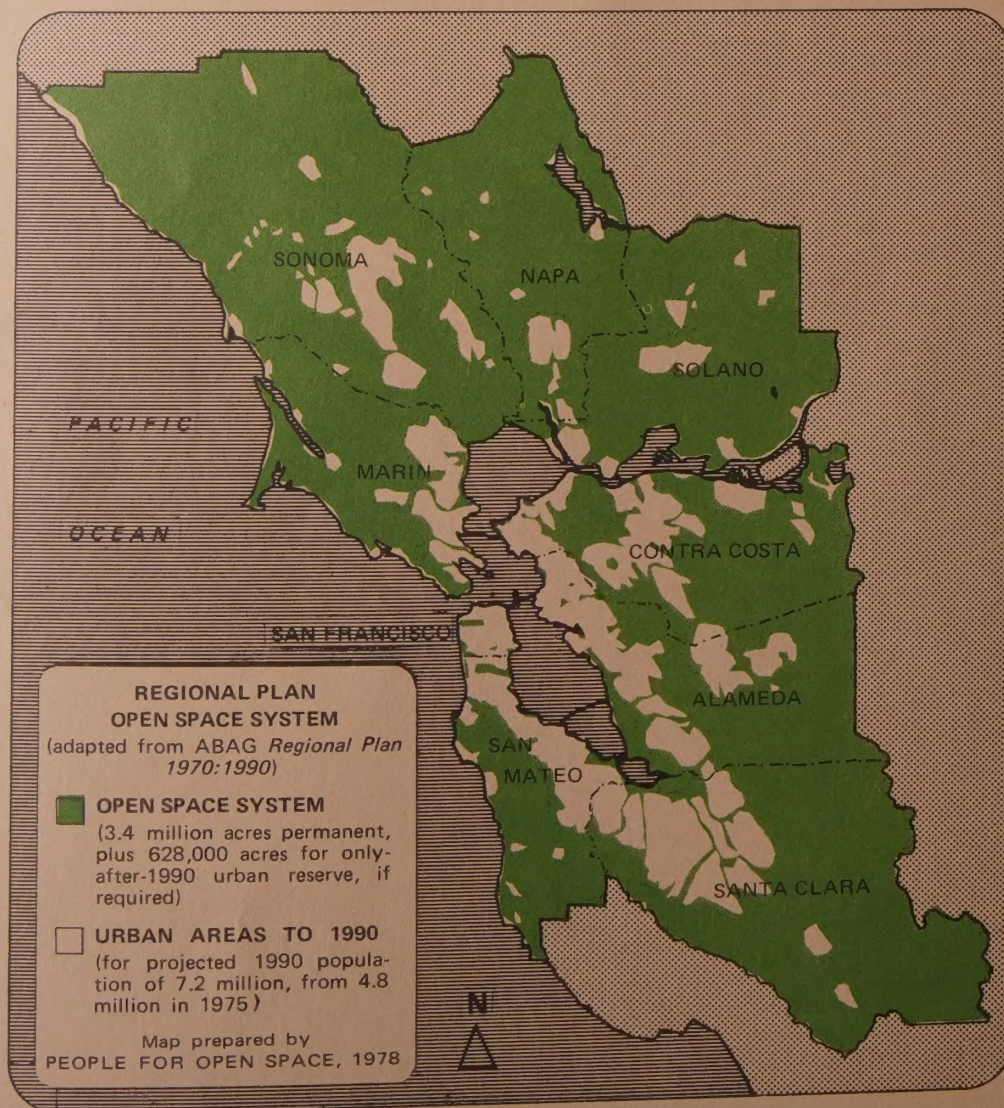 SONOMA
NAPA
SOLANO
PACIFIC
OCEAN
MARIN
CONTRA COSTA
SAN FRANCISCO
ALAMEDA
SAN
MATEO
SANTA CLARA
REGIONAL PLAN
OPEN SPACE SYSTEM
(adapted from ABAG Regional Plan
1970:1990)
OPEN SPACE SYSTEM
(3.4 million acres permanent,
plus 628,000 acres for only-
after-1990 urban reserve, if
required)
URBAN AREAS TO 1990
(for projected 1990 popula-
tion of 7.2 million, from 4.8
million in 1975)
Map prepared by
PEOPLE FOR OPEN SPACE, 1978
N